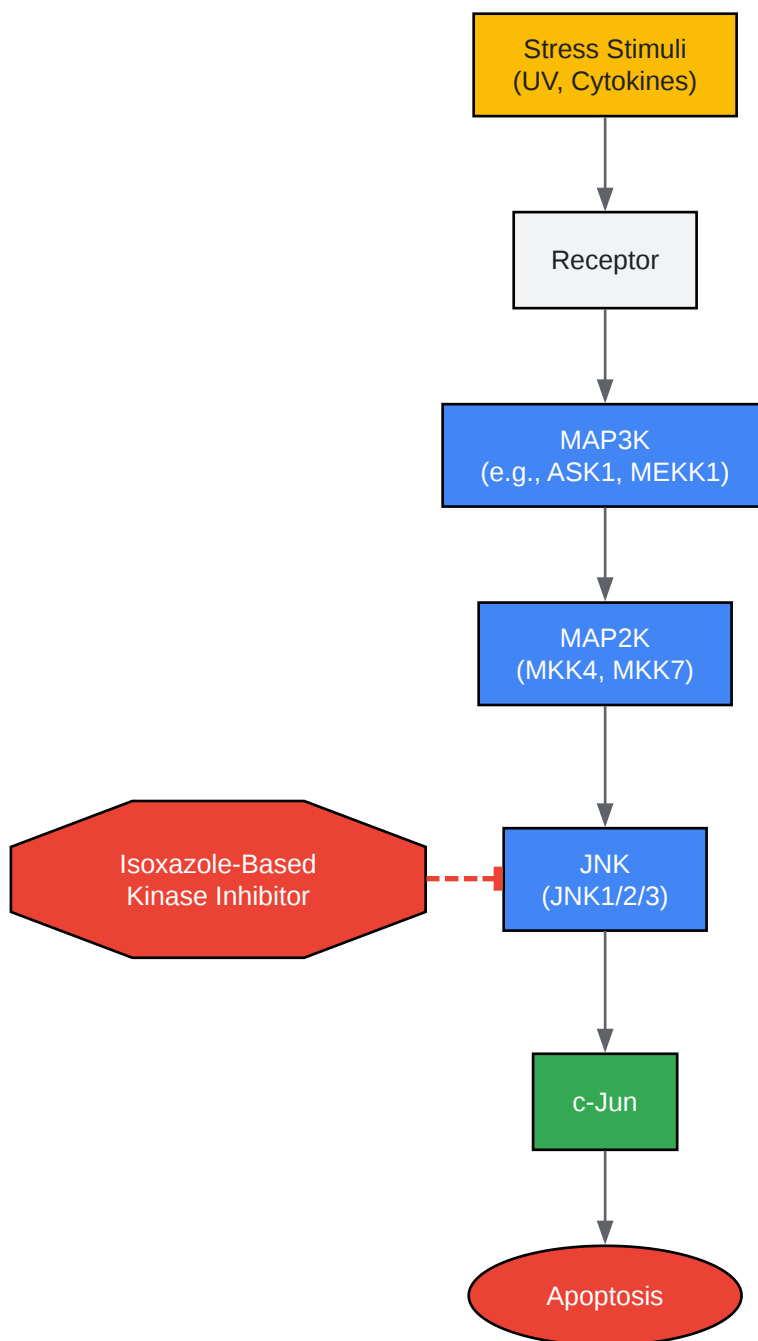 Stress Stimuli
(UV, Cytokines)
Receptor
MAP3K
(e.g., ASK1, MEKK1)
MAP2K
(MKK4, MKK7)
Isoxazole-Based
Kinase Inhibitor
JNK
(JNK1/2/3)
c-Jun
Apoptosis